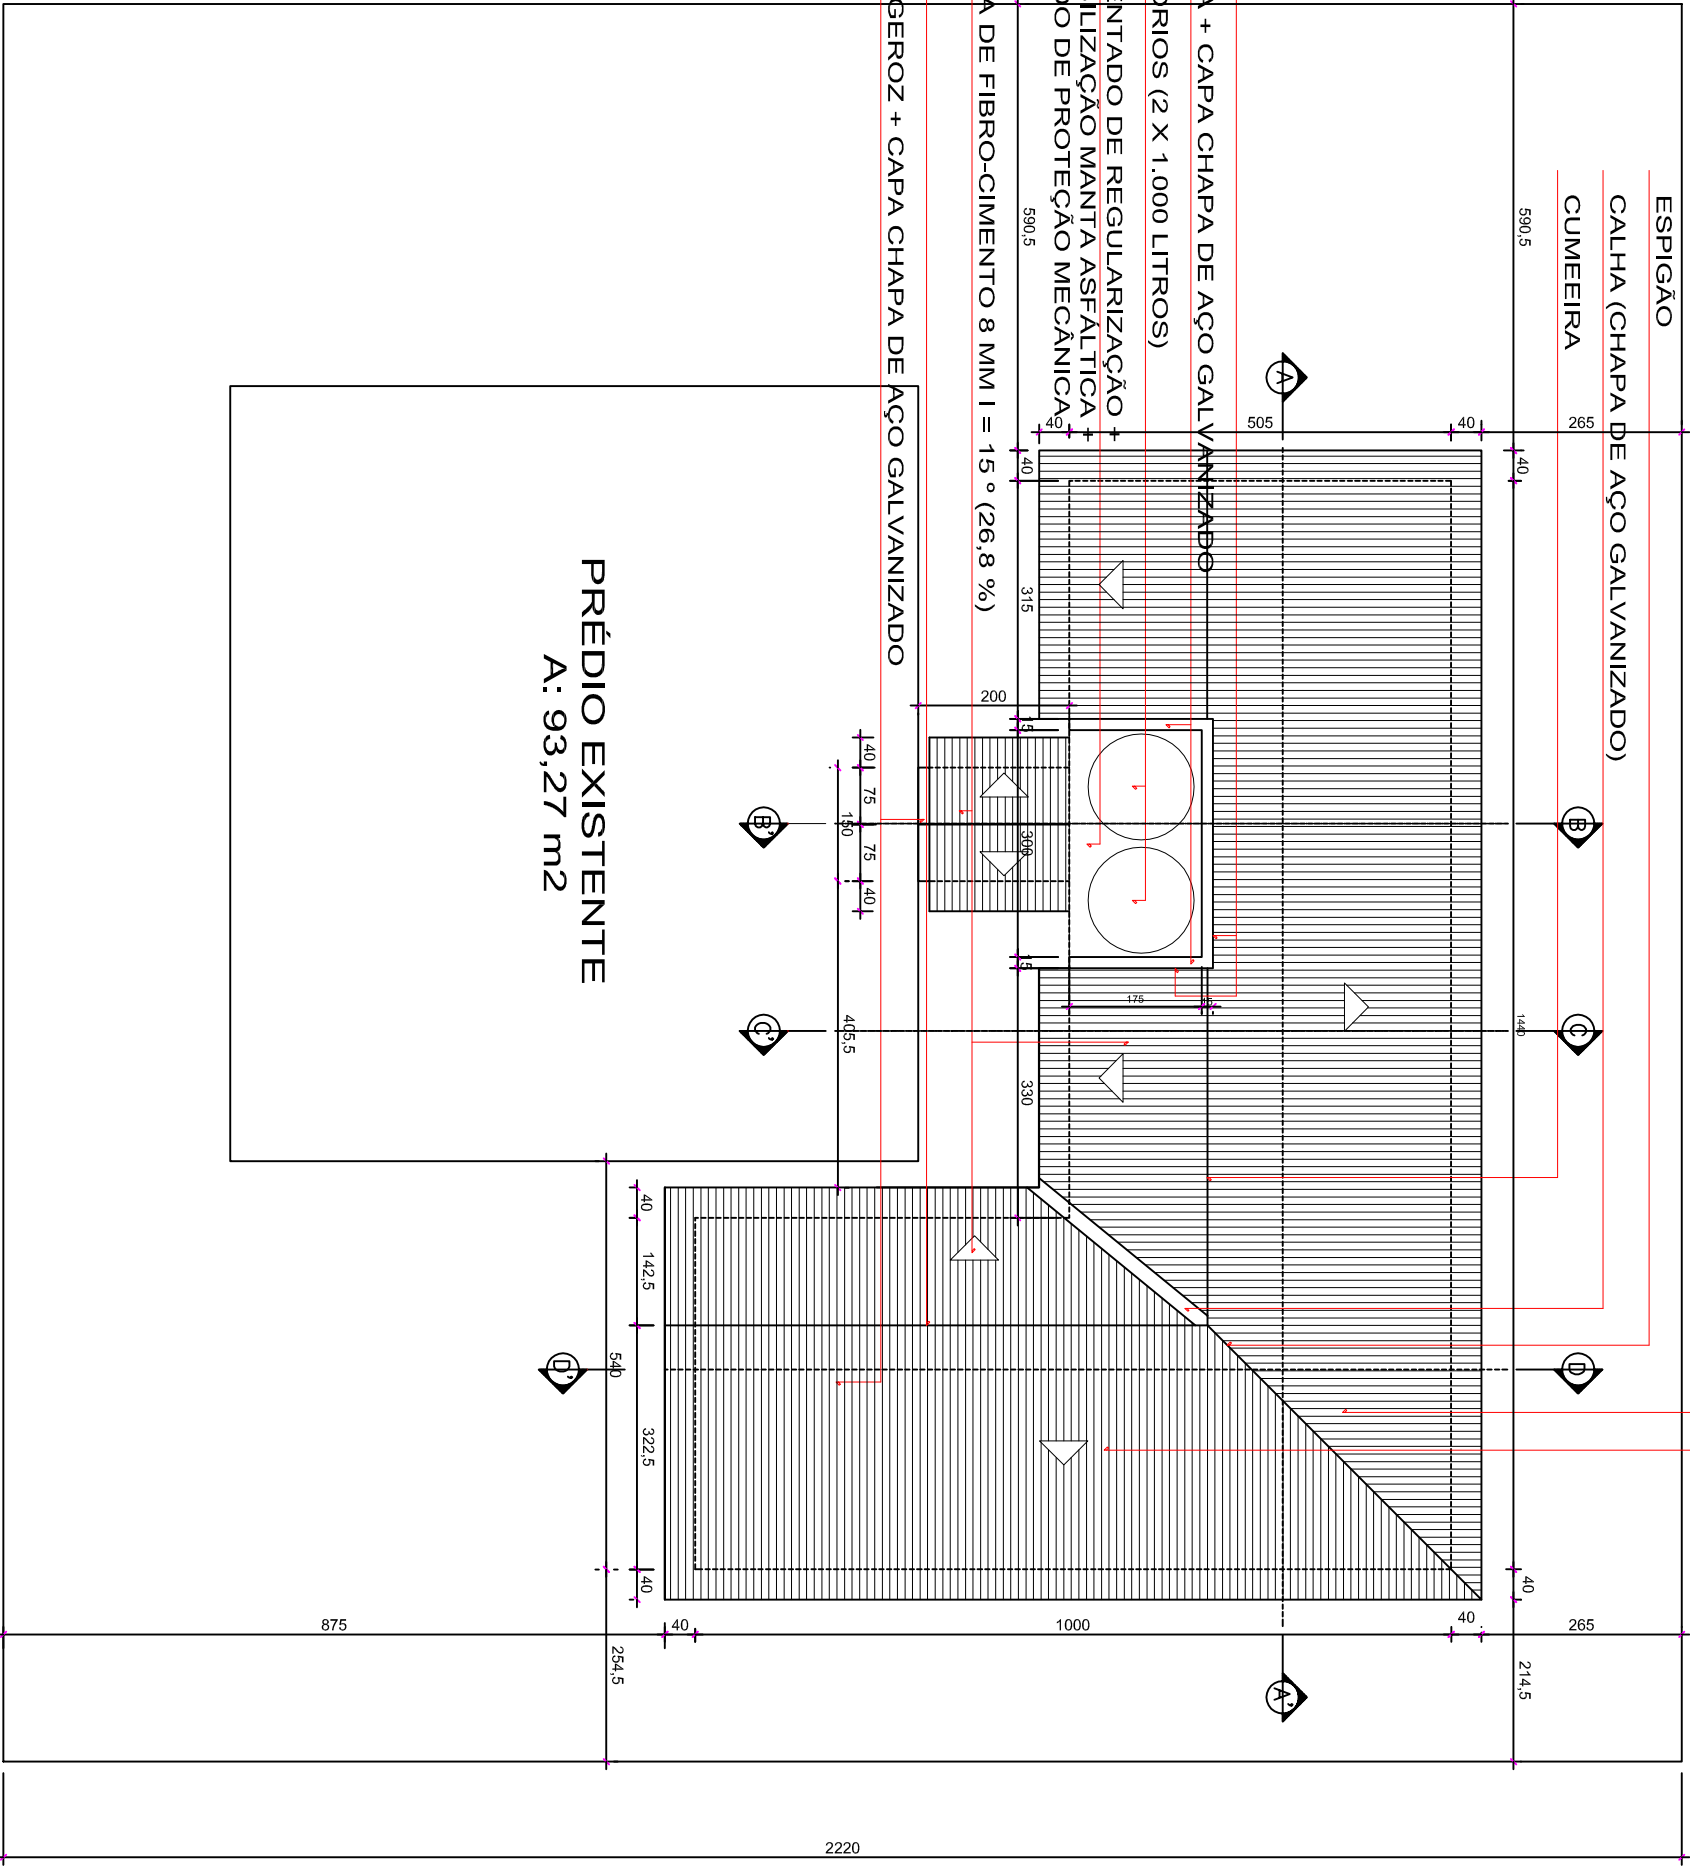 ESPIGÃO
CALHA (CHAPA DE AÇO GALVANIZADO)
CUMEEIRA
A + CAPA CHAPA DE AÇO GALVANIZADO
ÓRIOS (2 X 1.000 LITROS)
ENTADO DE REGULARIZAÇÃO +
ILIZAÇÃO MANTA ASFÁLTICA +
DO DE PROTEÇÃO MECÂNICA
A DE FIBRO-CIMENTO 8 MM I = 15 º (26,8 %)
GEROZ + CAPA CHAPA DE AÇO GALVANIZADO
PRÉDIO EXISTENTE
A: 93,27 m2
590,5
40
1440
40
214,5
590,5
40
315
15
300
15
330
40
505
40
265
200
40
75
75
40
150
405,5
175
15
40
142,5
322,5
40
540
254,5
875
40
1000
40
265
2220
A
A'
B
B'
C
C'
D
D'